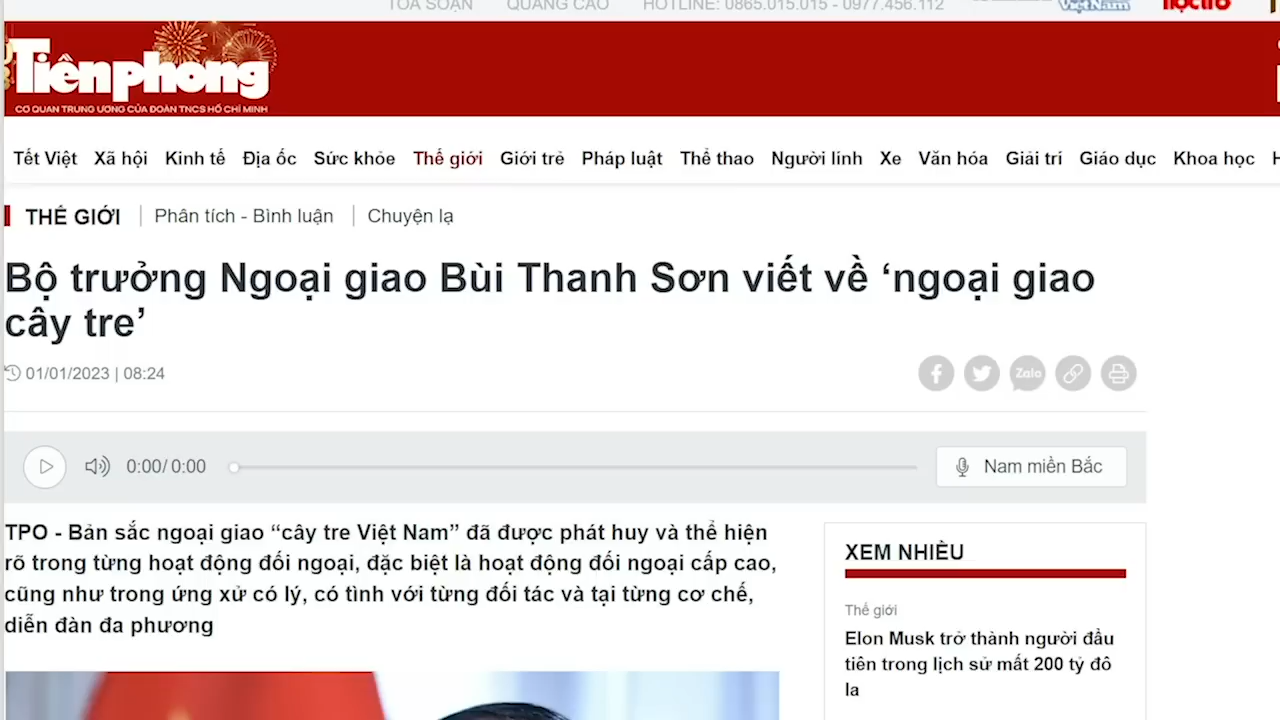 TÒA SOẠN QUẢNG CÁO HOTLINE: 0865.015.015 - 0977.456.112
Tiềnphong
CƠ QUAN TRUNG ƯƠNG CỦA ĐOÀN TNCS HỒ CHÍ MINH
Tết Việt Xã hội Kinh tế Địa ốc Sức khỏe Thế giới Giới trẻ Pháp luật Thể thao Người lính Xe Văn hóa Giải trí Giáo dục Khoa học
THẾ GIỚI Phân tích - Bình luận Chuyện lạ
Bộ trưởng Ngoại giao Bùi Thanh Sơn viết về ‘ngoại giao
cây tre’
01/01/2023 | 08:24
Zalo
0:00/ 0:00 Nam miền Bắc
TPO - Bản sắc ngoại giao “cây tre Việt Nam” đã được phát huy và thể hiện
rõ trong từng hoạt động đối ngoại, đặc biệt là hoạt động đối ngoại cấp cao,
cũng như trong ứng xử có lý, có tình với từng đối tác và tại từng cơ chế,
diễn đàn đa phương
XEM NHIỀU
Thế giới
Elon Musk trở thành người đầu
tiên trong lịch sử mất 200 tỷ đô
la